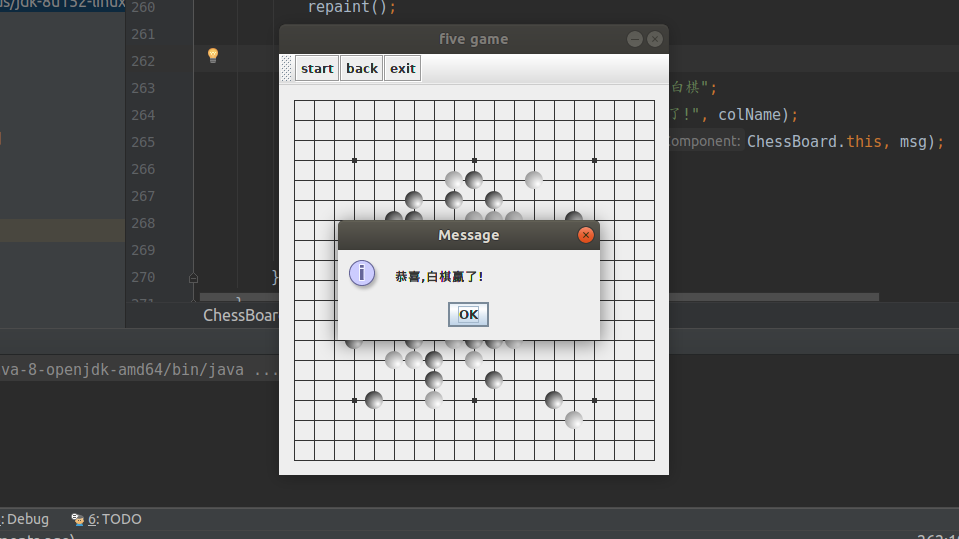 us/jdk-8u152-linux
260 repaint();
five game
261
262
start back exit
263 白棋";
264 了!", colName);
265 Component: ChessBoard.this, msg);
266
267
268
Message
269
恭喜,白棋赢了!
270 }
271 }
OK
ChessBoar
va-8-openjdk-amd64/bin/java ...
: Debug 6: TODO